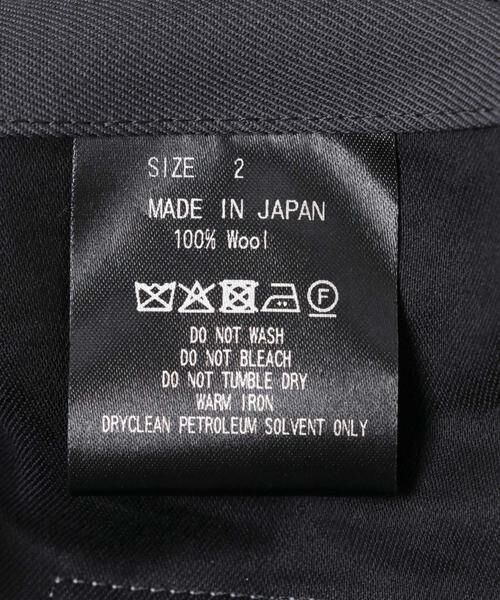 SIZE 2
MADE IN JAPAN
100% Wool
F
DO NOT WASH
DO NOT BLEACH
DO NOT TUMBLE DRY
WARM IRON
DRYCLEAN PETROLEUM SOLVENT ONLY